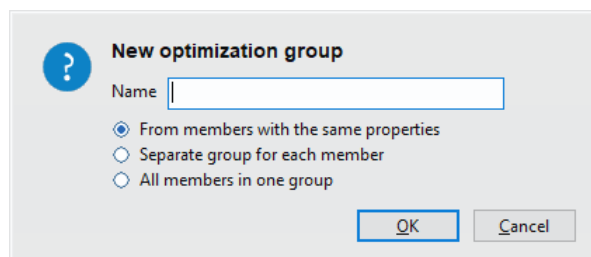 New optimization group
Name
From members with the same properties
Separate group for each member
All members in one group
OK Cancel